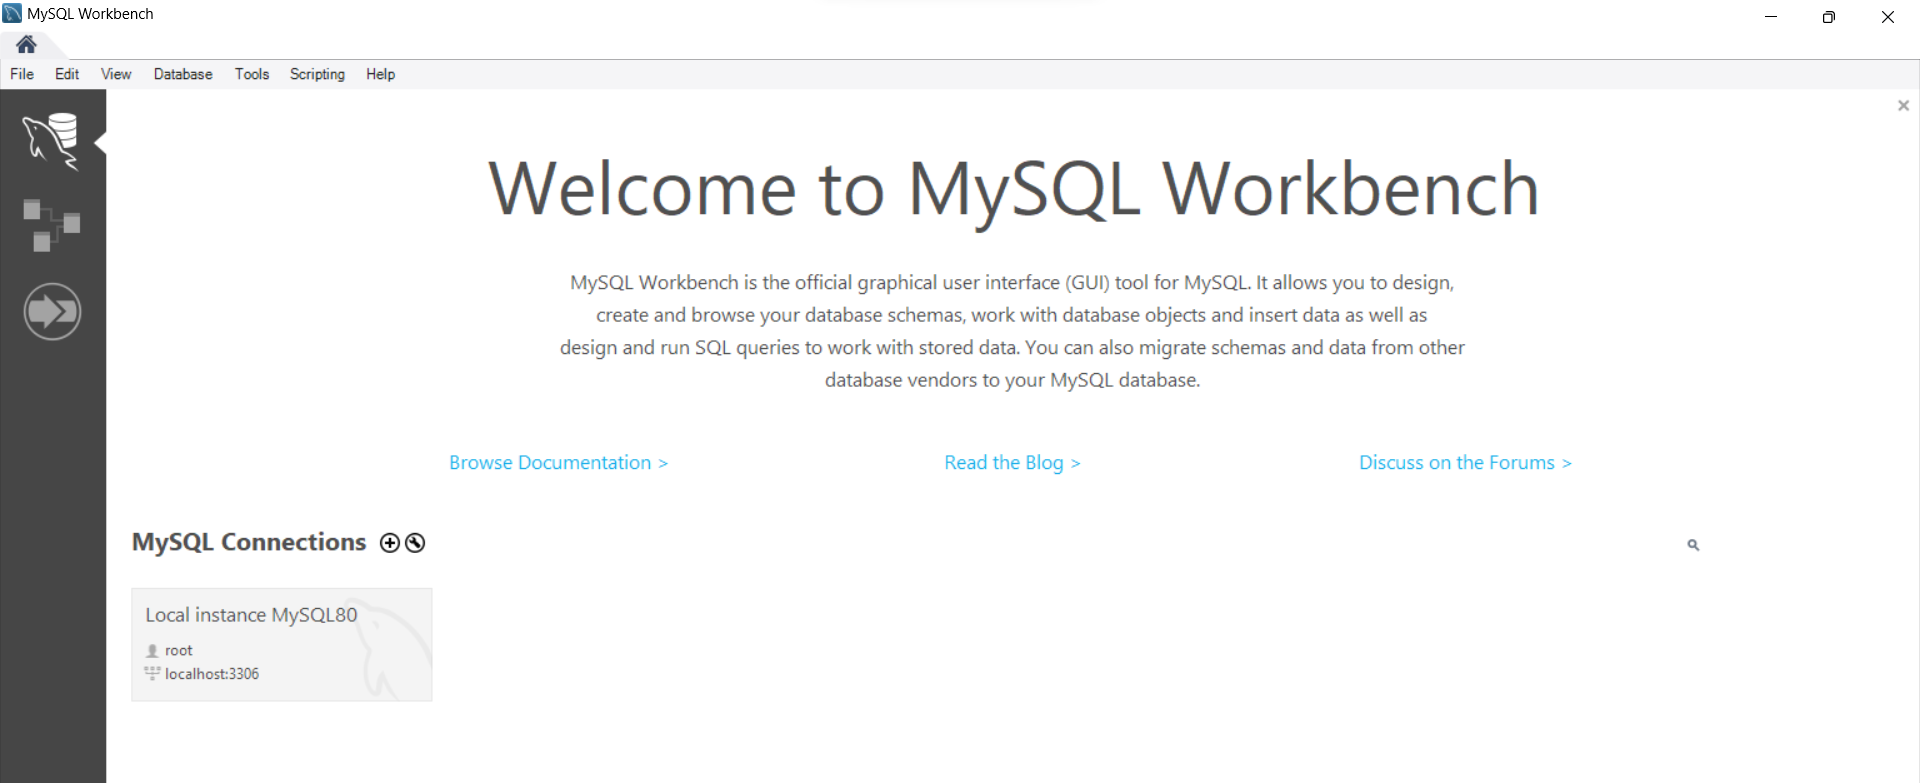 MySQL Workbench
File Edit View Database Tools Scripting Help
Welcome to MySQL Workbench
MySQL Workbench is the official graphical user interface (GUI) tool for MySQL. It allows you to design,
create and browse your database schemas, work with database objects and insert data as well as
design and run SQL queries to work with stored data. You can also migrate schemas and data from other
database vendors to your MySQL database.
Browse Documentation > Read the Blog > Discuss on the Forums >
MySQL Connections
Local instance MySQL80
root
localhost:3306